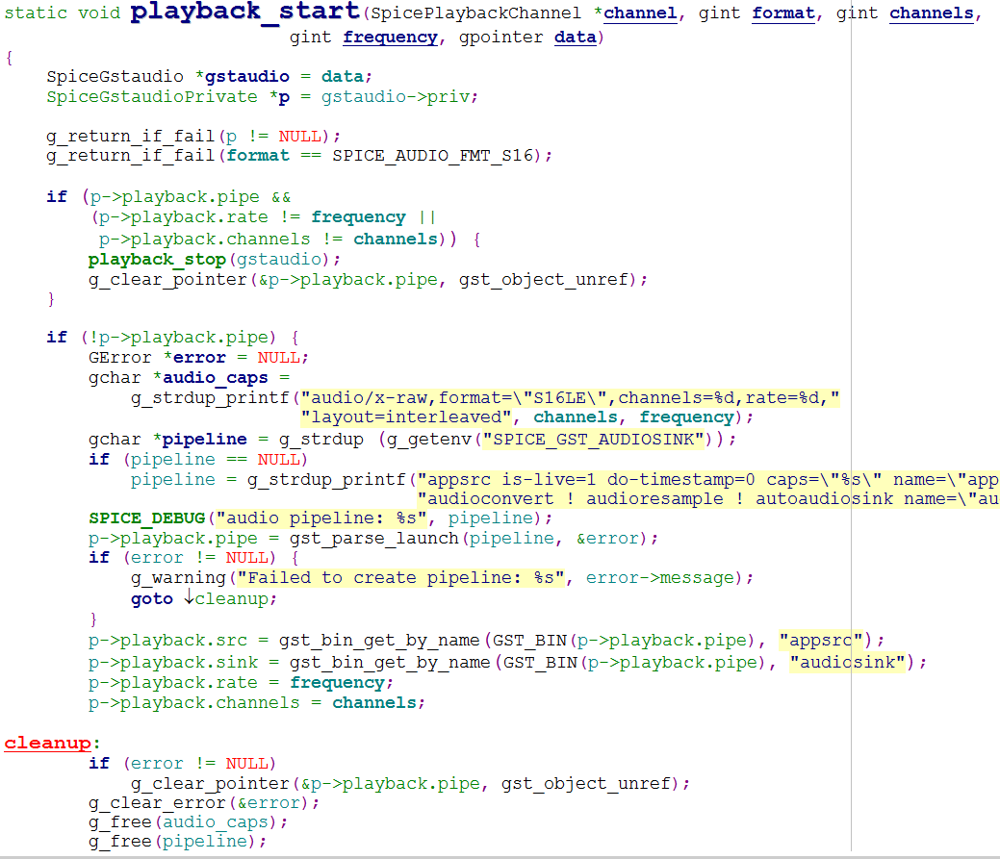 static void playback_start(SpicePlaybackChannel *channel, gint format, gint channels,
                           gint frequency, gpointer data)
{
    SpiceGstaudio *gstaudio = data;
    SpiceGstaudioPrivate *p = gstaudio->priv;

    g_return_if_fail(p != NULL);
    g_return_if_fail(format == SPICE_AUDIO_FMT_S16);

    if (p->playback.pipe &&
        (p->playback.rate != frequency ||
         p->playback.channels != channels)) {
        playback_stop(gstaudio);
        g_clear_pointer(&p->playback.pipe, gst_object_unref);
    }

    if (!p->playback.pipe) {
        GError *error = NULL;
        gchar *audio_caps =
            g_strdup_printf("audio/x-raw,format=\"S16LE\",channels=%d,rate=%d,"
                            "layout=interleaved", channels, frequency);
        gchar *pipeline = g_strdup (g_getenv("SPICE_GST_AUDIOSINK"));
        if (pipeline == NULL)
            pipeline = g_strdup_printf("appsrc is-live=1 do-timestamp=0 caps=\"%s\" name=\"app
                                       "audioconvert ! audioresample ! autoaudiosink name=\"au
        SPICE_DEBUG("audio pipeline: %s", pipeline);
        p->playback.pipe = gst_parse_launch(pipeline, &error);
        if (error != NULL) {
            g_warning("Failed to create pipeline: %s", error->message);
            goto ↓cleanup;
        }
        p->playback.src = gst_bin_get_by_name(GST_BIN(p->playback.pipe), "appsrc");
        p->playback.sink = gst_bin_get_by_name(GST_BIN(p->playback.pipe), "audiosink");
        p->playback.rate = frequency;
        p->playback.channels = channels;

cleanup:
        if (error != NULL)
            g_clear_pointer(&p->playback.pipe, gst_object_unref);
        g_clear_error(&error);
        g_free(audio_caps);
        g_free(pipeline);